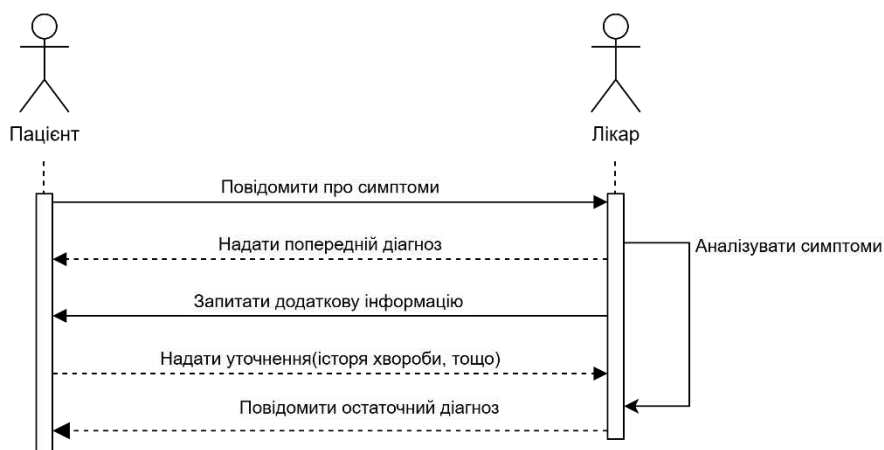 Пацієнт
Лікар
Повідомити про симптоми
Надати попередній діагноз
Аналізувати симптоми
Запитати додаткову інформацію
Надати уточнення(історя хвороби, тощо)
Повідомити остаточний діагноз